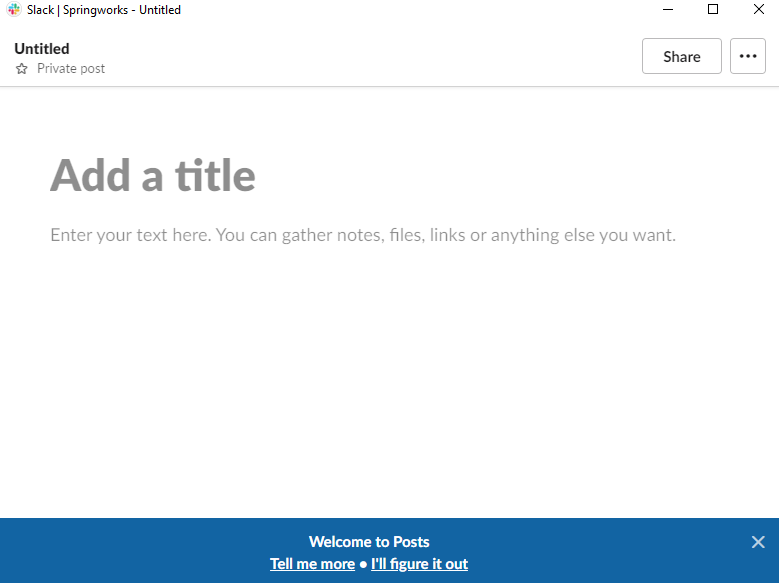 Slack | Springworks - Untitled
Untitled
Private post
Share
Add a title
Enter your text here. You can gather notes, files, links or anything else you want.
Welcome to Posts
Tell me more • I'll figure it out